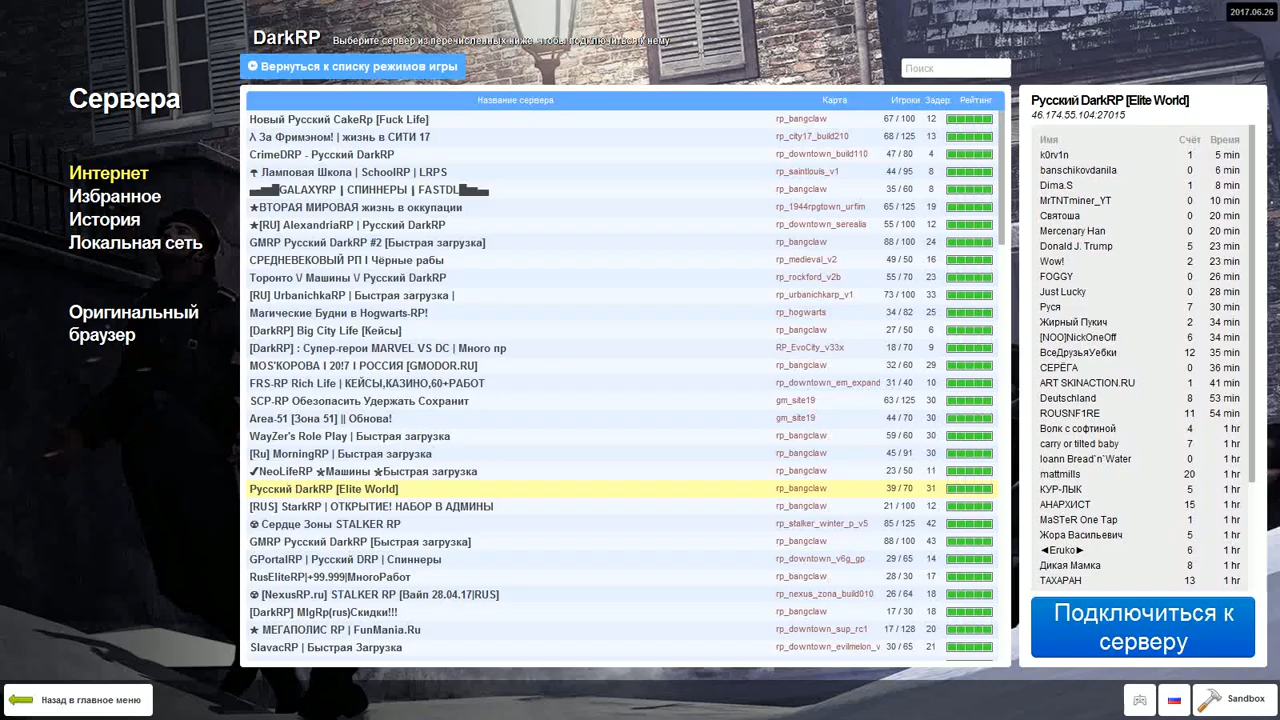 2017.06.26
DarkRP Выберите сервер из перечисленных ниже, чтобы подключиться к нему
Вернуться к списку режимов игры
Поиск
Сервера
Интернет
Избранное
История
Локальная сеть
Оригинальный
браузер
Название сервера Карта Игроки Задер Рейтинг
Новый Русский CakeRp [Fuck Life] rp_bangclaw 67 / 100 12
λ За Фримэном! | жизнь в СИТИ 17 rp_city17_build210 68 / 125 13
CrimeDRP - Русский DarkRP rp_downtown_build110 47 / 80 4
☂ Ламповая Школа | SchoolRP | LRPS rp_saintlouis_v1 44 / 95 8
▃▅▆█GALAXYRP ‖ СПИННЕРЫ ‖ FASTDL█▆▅▃ rp_bangclaw 35 / 60 8
★ВТОРАЯ МИРОВАЯ жизнь в оккупации rp_1944rpgtown_urfim 65 / 125 19
★[RU] AlexandriaRP | Русский DarkRP rp_downtown_serealia 55 / 100 12
GMRP Русский DarkRP #2 [Быстрая загрузка] rp_bangclaw 88 / 100 24
СРЕДНЕВЕКОВЫЙ РП I Чёрные рабы rp_medieval_v2 49 / 50 16
Торонто \/ Машины \/ Русский DarkRP rp_rockford_v2b 55 / 70 23
[RU] UrbanichkaRP | Быстрая загрузка | rp_urbanichkarp_v1 73 / 100 33
Магические Будни в Hogwarts-RP! rp_hogwarts 34 / 82 25
[DarkRP] Big City Life [Кейсы] rp_bangclaw 27 / 50 6
[DarkRP] : Супер-герои MARVEL VS DC | Много пр RP_EvoCity_v33x 18 / 70 9
МОS'КОРОВА I 20!7 I РОССИЯ [GMODOR.RU] rp_bangclaw 32 / 60 29
FRS-RP Rich Life | КЕЙСЫ,КАЗИНО,60+РАБОТ rp_downtown_em_expand 31 / 40 10
SCP-RP Обезопасить Удержать Сохранит gm_site19 63 / 125 30
Area-51 [Зона 51] || Обнова! gm_site19 44 / 70 30
WayZer's Role Play | Быстрая загрузка rp_bangclaw 59 / 60 30
[Ru] MorningRP | Быстрая загрузка rp_bangclaw 45 / 91 30
✔NeoLifeRP ★Машины ★Быстрая загрузка rp_bangclaw 23 / 50 11
Русский DarkRP [Elite World] rp_bangclaw 39 / 70 31
[RUS] StarkRP | ОТКРЫТИЕ! НАБОР В АДМИНЫ rp_bangclaw 21 / 100 12
☢ Сердце Зоны STALKER RP rp_stalker_winter_p_v5 85 / 125 42
GMRP Русский DarkRP [Быстрая загрузка] rp_bangclaw 88 / 100 43
GPortalRP | Русский DRP | Спиннеры rp_downtown_v6g_gp 29 / 65 14
RusEliteRP|+99.999|МногоРабот rp_bangclaw 28 / 30 17
☢ [NexusRP.ru] STALKER RP [Вайп 28.04.17|RUS] rp_nexus_zona_build010 26 / 64 18
[DarkRP] MIgRp(rus)Скидки!!! rp_bangclaw 17 / 30 18
★ МЕГАПОЛИС RP | FunMania.Ru rp_downtown_sup_rc1 17 / 128 20
SlavacRP | Быстрая Загрузка rp_downtown_evilmelon_v 30 / 65 21
Русский DarkRP [Elite World]
46.174.55.104:27015
Имя Счёт Время
k0rv1n 1 5 min
banschikovdanila 0 6 min
Dima.S 1 8 min
MrTNTminer_YT 0 10 min
Святоша 0 20 min
Mercenary Han 0 20 min
Donald J. Trump 5 23 min
Wow! 2 23 min
FOGGY 0 26 min
Just Lucky 0 28 min
Руся 7 30 min
Жирный Пукич 2 34 min
[NOO]NickOneOff 6 34 min
ВсеДрузьяУебки 12 35 min
СЕРЁГА 0 36 min
ART SKINACTION.RU 1 41 min
Deutschland 8 53 min
ROUSNF1RE 11 54 min
Волк с софтиной 4 1 hr
carry or tilted baby 7 1 hr
Ioann Bread`n`Water 0 1 hr
mattmills 20 1 hr
КУР-ЛЫК 5 1 hr
АНАРХИСТ 15 1 hr
MaSTeR One Tap 1 1 hr
Жора Васильевич 5 1 hr
◄Eruko► 6 1 hr
Дикая Мамка 8 1 hr
ТАХАРАН 13 1 hr
Подключиться к
серверу
Назад в главное меню
Sandbox